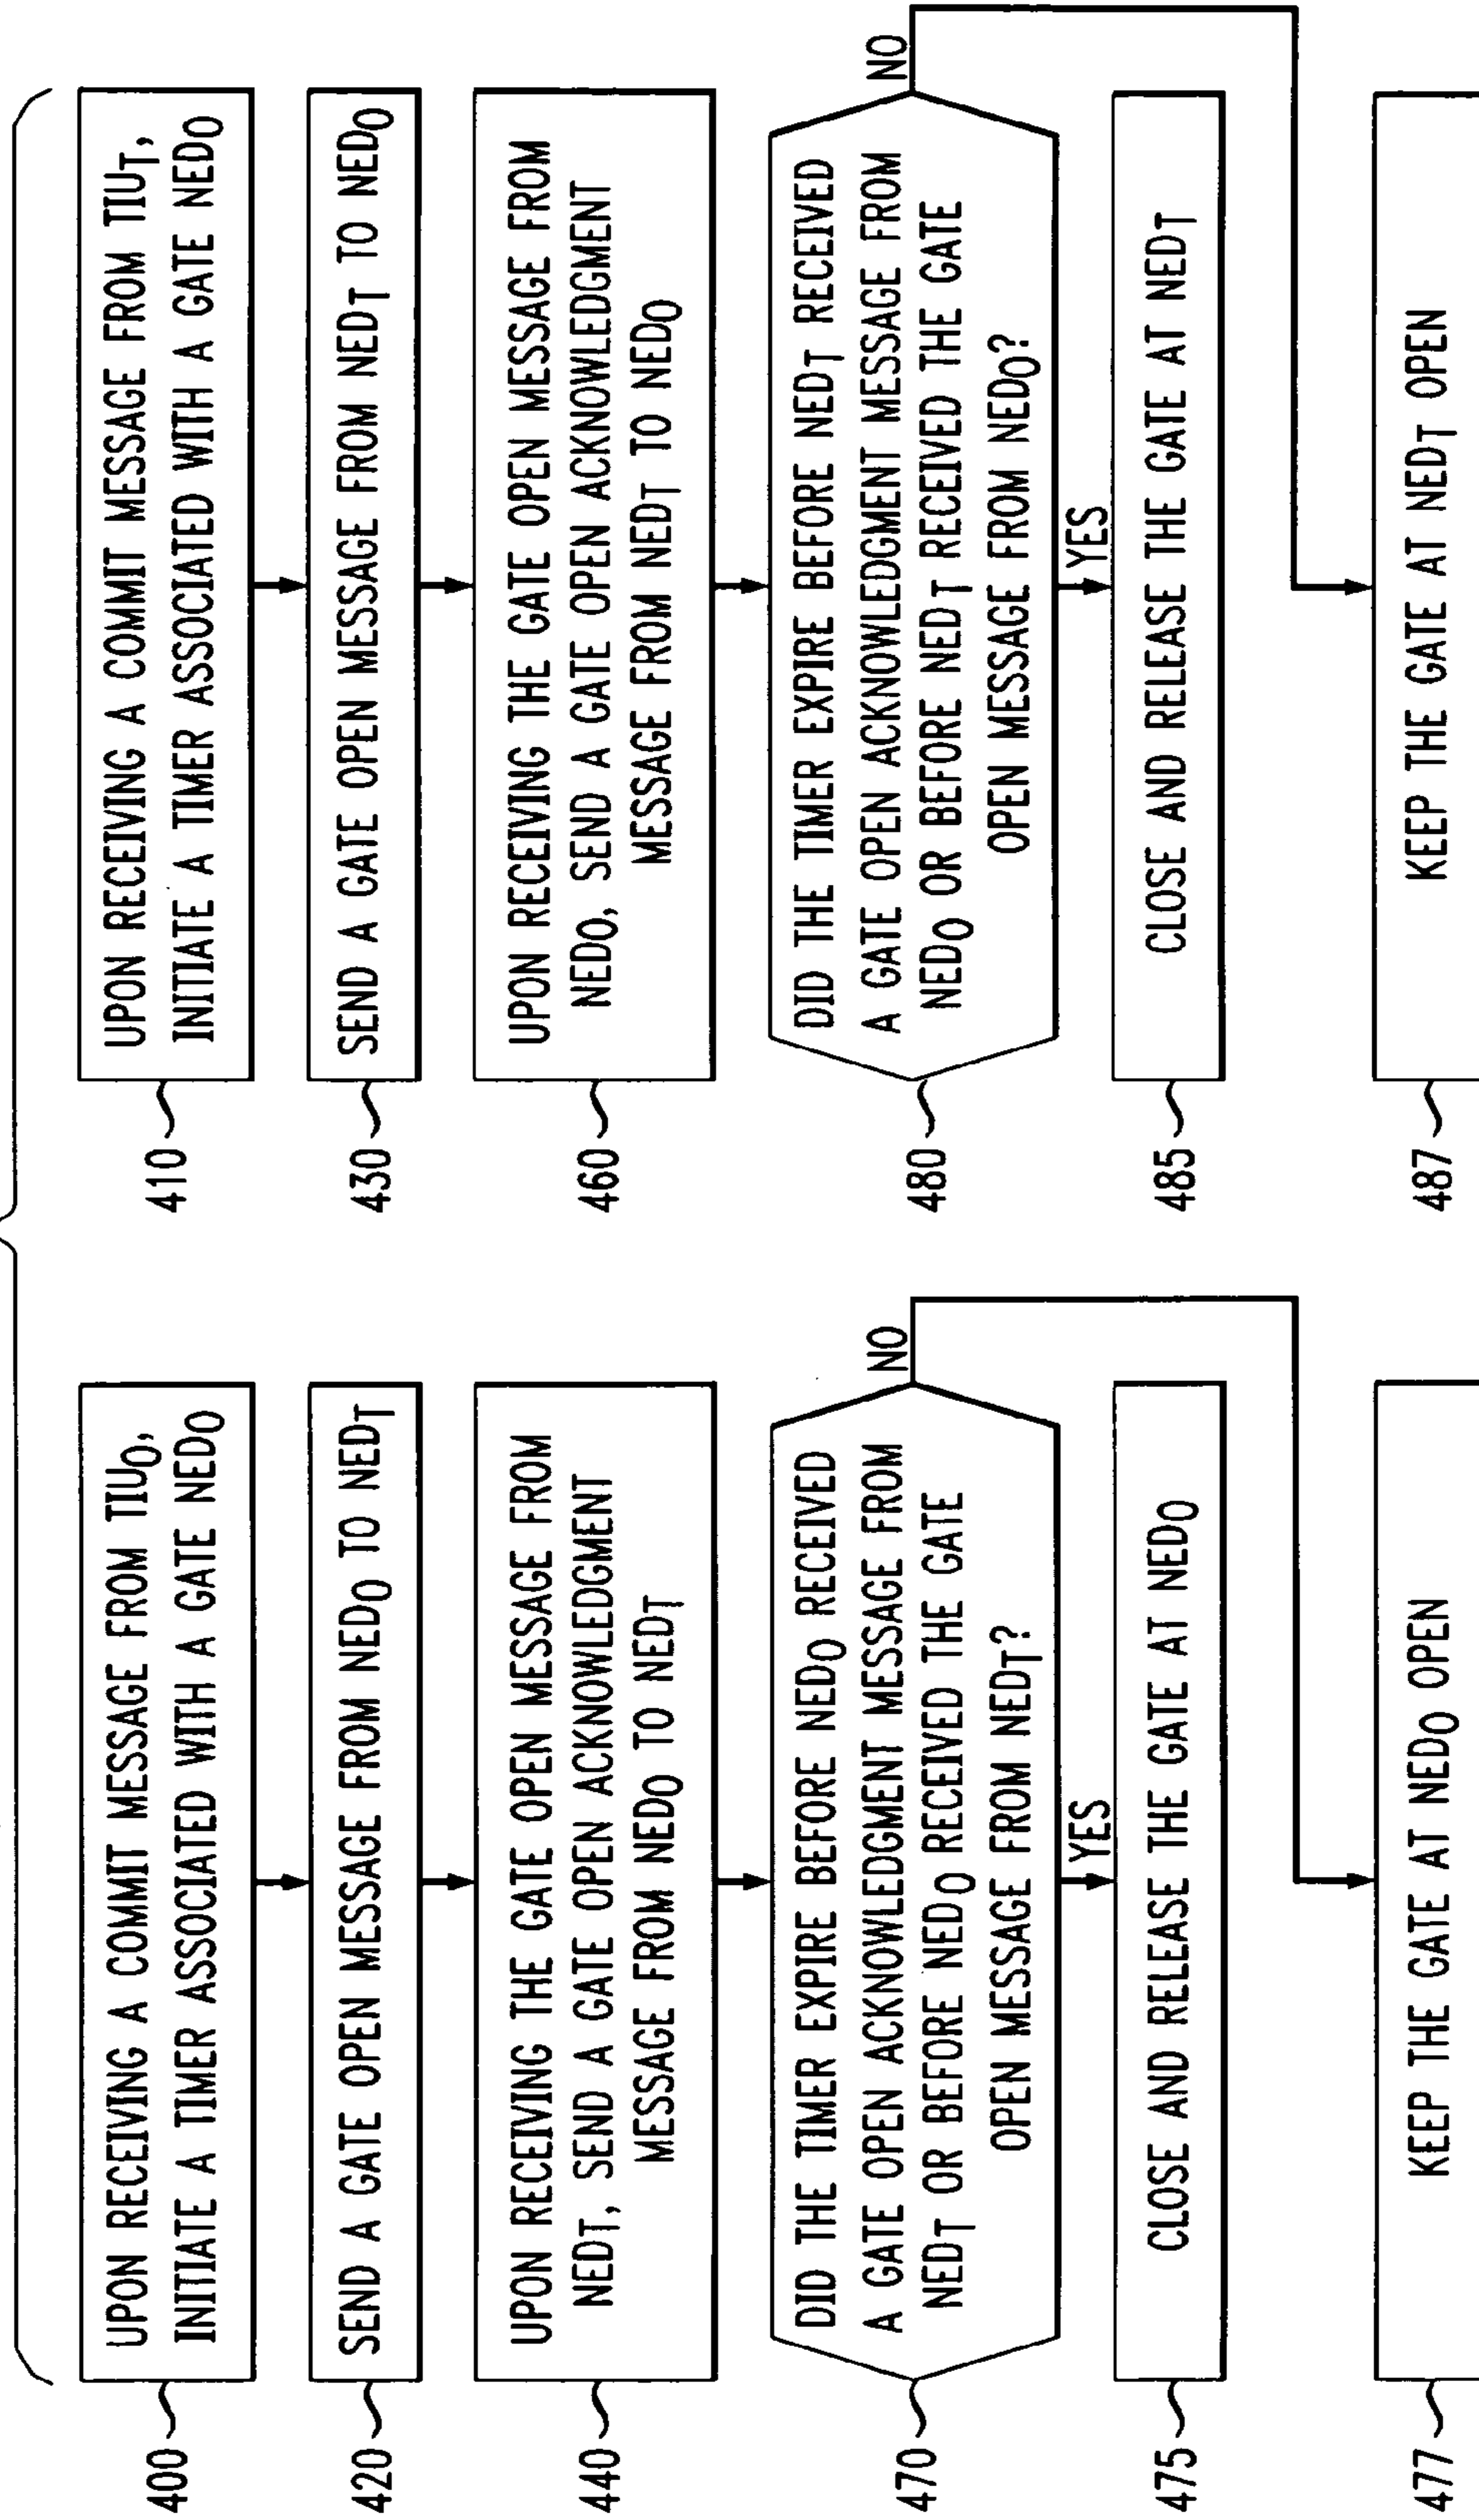 400
UPON RECEIVING A COMMIT MESSAGE FROM TIUO,
INITIATE A TIMER ASSOCIATED WITH A GATE NEDO
420
SEND A GATE OPEN MESSAGE FROM NEDO TO NEDT
440
UPON RECEIVING THE GATE OPEN MESSAGE FROM
NEDT, SEND A GATE OPEN ACKNOWLEDGMENT
MESSAGE FROM NEDO TO NEDT
470
DID THE TIMER EXPIRE BEFORE NEDO RECEIVED
A GATE OPEN ACKNOWLEDGMENT MESSAGE FROM
NEDT OR BEFORE NEDO RECEIVED THE GATE
OPEN MESSAGE FROM NEDT?
NO
YES
475
CLOSE AND RELEASE THE GATE AT NEDO
477
KEEP THE GATE AT NEDO OPEN
410
UPON RECEIVING A COMMIT MESSAGE FROM TIUT,
INITIATE A TIMER ASSOCIATED WITH A GATE NEDO
430
SEND A GATE OPEN MESSAGE FROM NEDT TO NEDO
460
UPON RECEIVING THE GATE OPEN MESSAGE FROM
NEDO, SEND A GATE OPEN ACKNOWLEDGMENT
MESSAGE FROM NEDT TO NEDO
480
DID THE TIMER EXPIRE BEFORE NEDT RECEIVED
A GATE OPEN ACKNOWLEDGMENT MESSAGE FROM
NEDO OR BEFORE NEDT RECEIVED THE GATE
OPEN MESSAGE FROM NEDO?
NO
YES
485
CLOSE AND RELEASE THE GATE AT NEDT
487
KEEP THE GATE AT NEDT OPEN